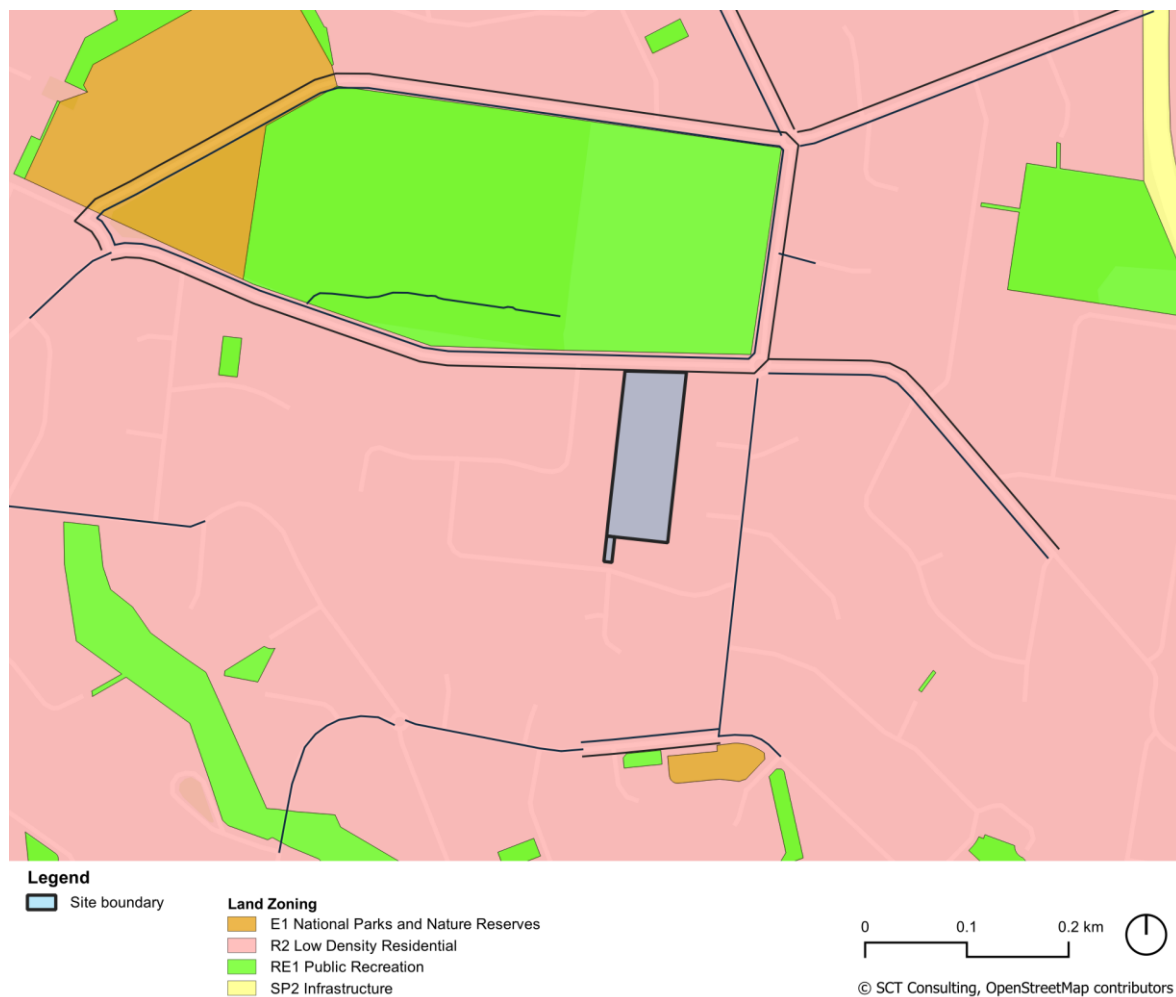 Legend
Site boundary
Land Zoning
E1 National Parks and Nature Reserves
R2 Low Density Residential
RE1 Public Recreation
SP2 Infrastructure
0 0.1 0.2 km
© SCT Consulting, OpenStreetMap contributors